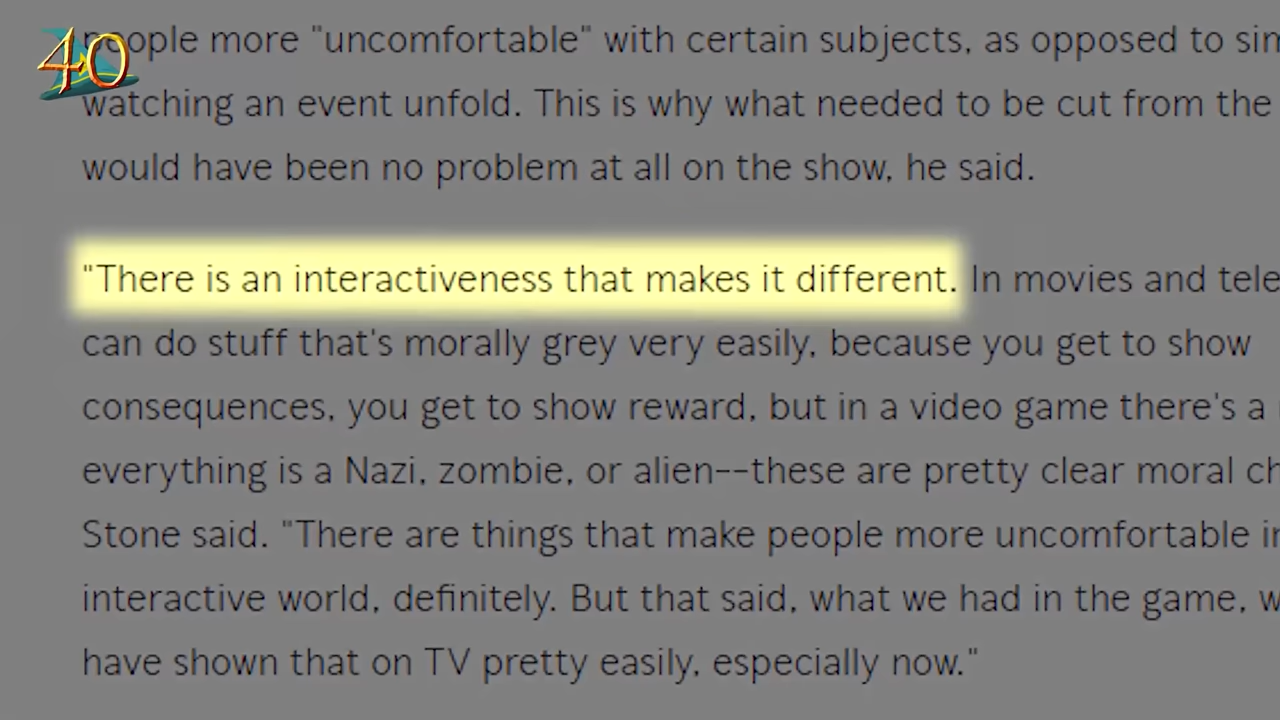 40
people more "uncomfortable" with certain subjects, as opposed to
watching an event unfold. This is why what needed to be cut from the
would have been no problem at all on the show, he said.
"There is an interactiveness that makes it different. In movies and
can do stuff that's morally grey very easily, because you get to show
consequences, you get to show reward, but in a video game there's a
everything is a Nazi, zombie, or alien--these are pretty clear moral
Stone said. "There are things that make people more uncomfortable
interactive world, definitely. But that said, what we had in the game,
have shown that on TV pretty easily, especially now."